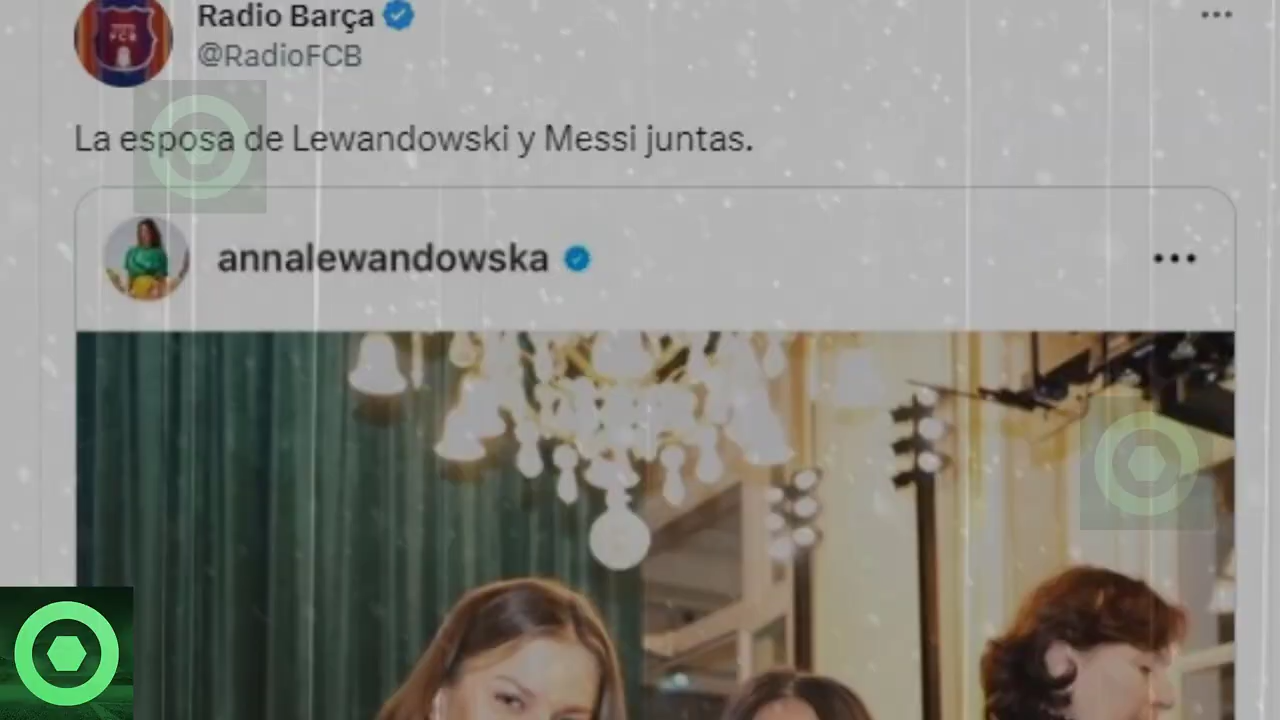 Radio Barça
@RadioFCB
La esposa de Lewandowski y Messi juntas.
annalewandowska